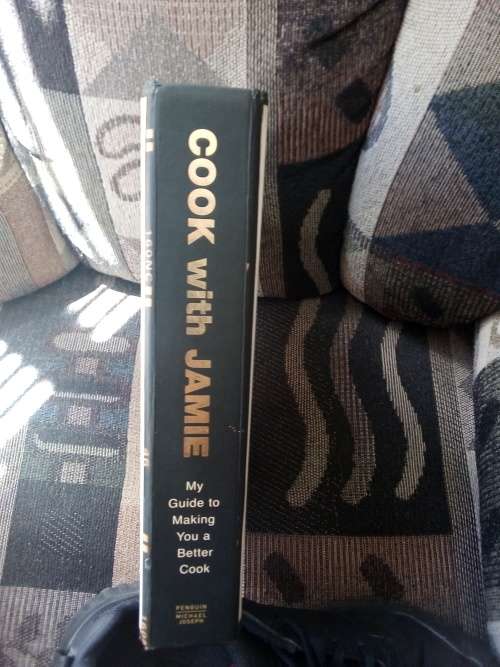 COOK with JAMIE
My
Guide to
Making
You a
Better
Cook
PENGUIN
MICHAEL
JOSEPH